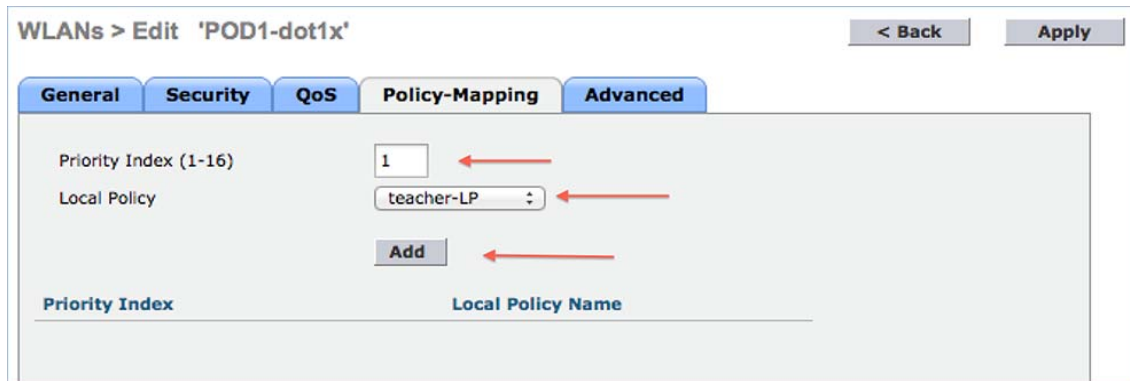 WLANs > Edit 'POD1-dot1x'
< Back
Apply
General
Security
QoS
Policy-Mapping
Advanced
Priority Index (1-16)
1
Local Policy
teacher-LP
Add
Priority Index
Local Policy Name